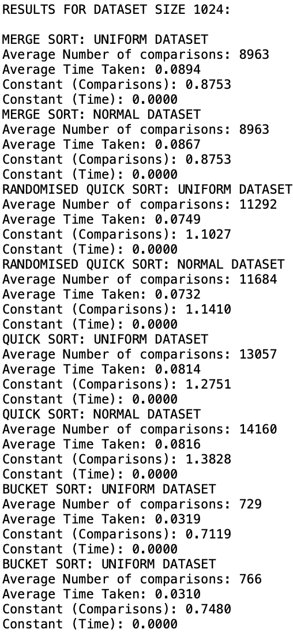 RESULTS FOR DATASET SIZE 1024:
MERGE SORT: UNIFORM DATASET
Average Number of comparisons: 8963
Average Time Taken: 0.0894
Constant (Comparisons): 0.8753
Constant (Time): 0.0000
MERGE SORT: NORMAL DATASET
Average Number of comparisons: 8963
Average Time Taken: 0.0867
Constant (Comparisons): 0.8753
Constant (Time): 0.0000
RANDOMISED QUICK SORT: UNIFORM DATASET
Average Number of comparisons: 11292
Average Time Taken: 0.0749
Constant (Comparisons): 1.1027
Constant (Time): 0.0000
RANDOMISED QUICK SORT: NORMAL DATASET
Average Number of comparisons: 11684
Average Time Taken: 0.0732
Constant (Comparisons): 1.1410
Constant (Time): 0.0000
QUICK SORT: UNIFORM DATASET
Average Number of comparisons: 13057
Average Time Taken: 0.0814
Constant (Comparisons): 1.2751
Constant (Time): 0.0000
QUICK SORT: NORMAL DATASET
Average Number of comparisons: 14160
Average Time Taken: 0.0816
Constant (Comparisons): 1.3828
Constant (Time): 0.0000
BUCKET SORT: UNIFORM DATASET
Average Number of comparisons: 729
Average Time Taken: 0.0319
Constant (Comparisons): 0.7119
Constant (Time): 0.0000
BUCKET SORT: UNIFORM DATASET
Average Number of comparisons: 766
Average Time Taken: 0.0310
Constant (Comparisons): 0.7480
Constant (Time): 0.0000